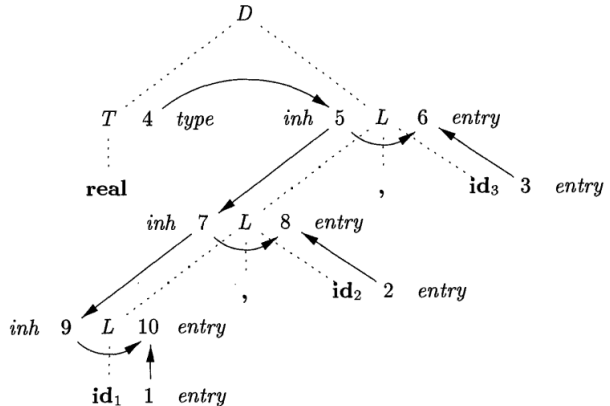 D
T 4 type inh 5 L 6 entry
real , id₃ 3 entry
inh 7 L 8 entry
, id₂ 2 entry
inh 9 L 10 entry
id₁ 1 entry